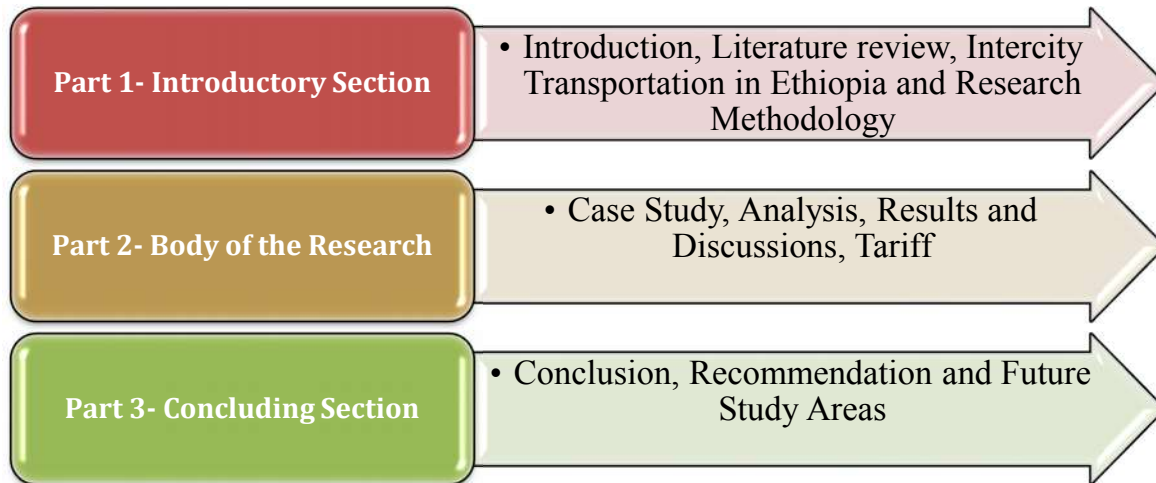 Part 1- Introductory Section
• Introduction, Literature review, Intercity
Transportation in Ethiopia and Research
Methodology
Part 2- Body of the Research
• Case Study, Analysis, Results and
Discussions, Tariff
Part 3- Concluding Section
• Conclusion, Recommendation and Future
Study Areas